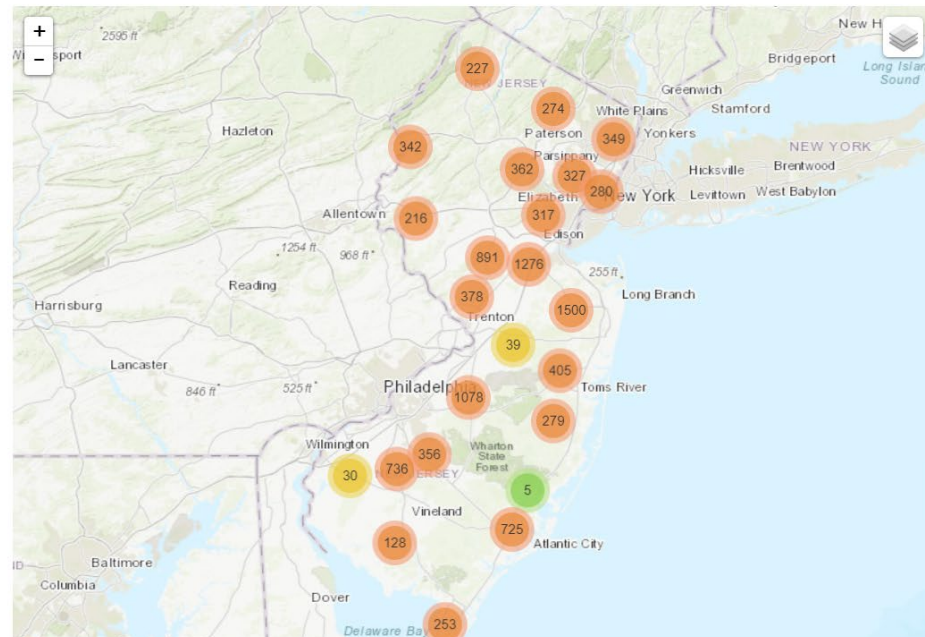 +
−
2595 ft
sport
New H
Bridgeport
Long Islan
Sound
227
JERSEY
Greenwich
Stamford
274
White Plains
Hazleton
Paterson
349
Yonkers
342
Parsippany
NEW YORK
362
327
Hicksville
Brentwood
280
Elizabeth
New York
Levittown
West Babylon
Allentown
216
317
Edison
1254 ft
968 ft
891
1276
255 ft
Reading
378
Long Branch
Harrisburg
1500
Trenton
39
Lancaster
405
846 ft
525 ft
Philadelphia
Toms River
1078
279
Wilmington
356
Wharton
State
Forest
30
736
ERSEY
5
Vineland
725
128
Atlantic City
Baltimore
Columbia
Dover
253
Delaware Bay